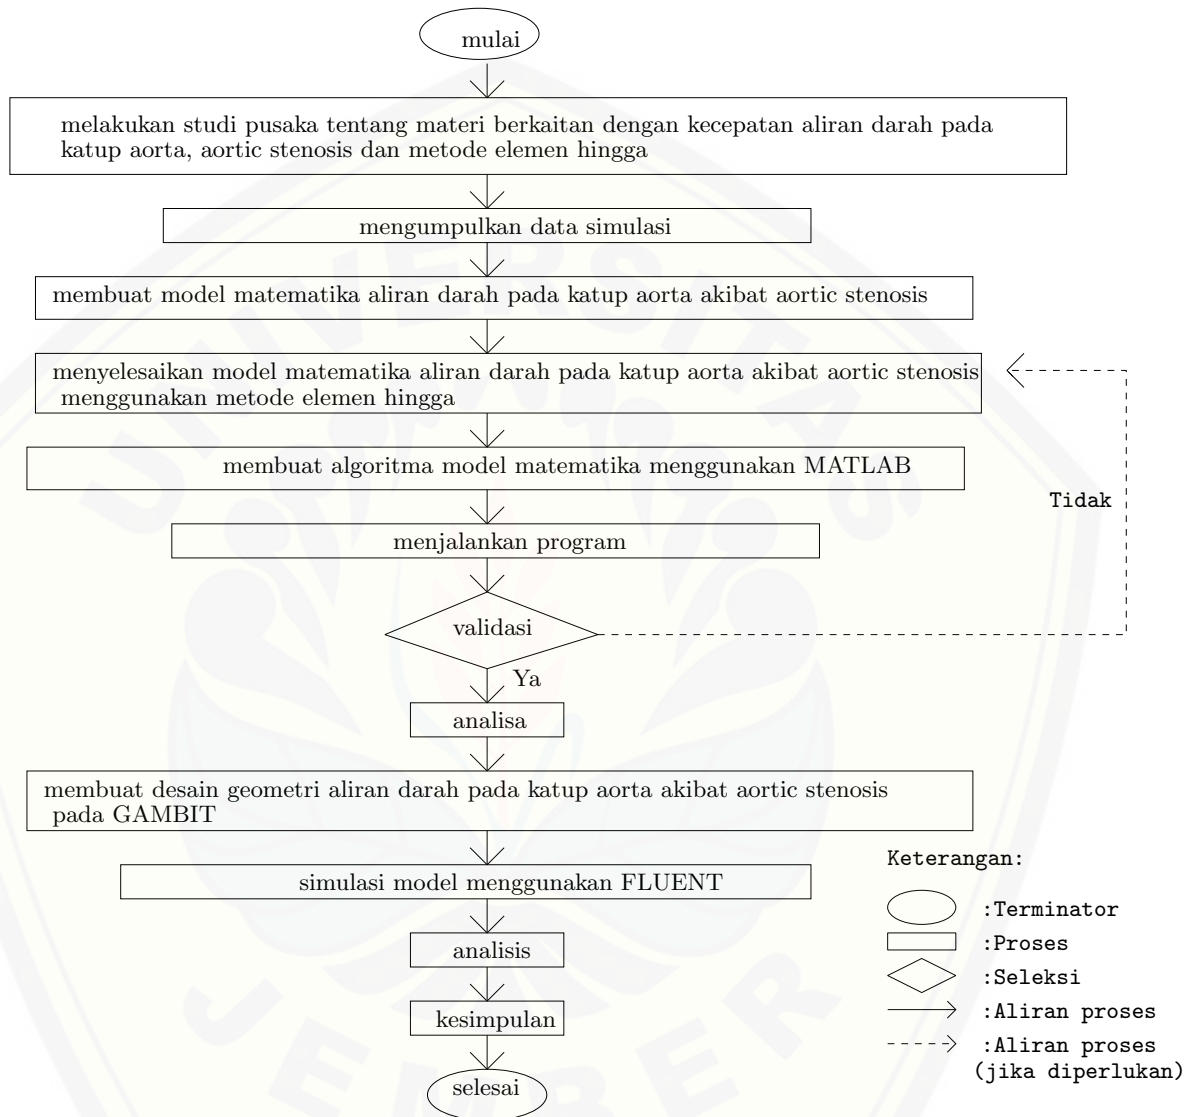 mulai
melakukan studi pusaka tentang materi berkaitan dengan kecepatan aliran darah pada
katup aorta, aortic stenosis dan metode elemen hingga
mengumpulkan data simulasi
membuat model matematika aliran darah pada katup aorta akibat aortic stenosis
menyelesaikan model matematika aliran darah pada katup aorta akibat aortic stenosis
menggunakan metode elemen hingga
membuat algoritma model matematika menggunakan MATLAB
Tidak
menjalankan program
validasi
Ya
analisa
membuat desain geometri aliran darah pada katup aorta akibat aortic stenosis
pada GAMBIT
simulasi model menggunakan FLUENT
analisis
kesimpulan
selesai
Keterangan:
:Terminator
:Proses
:Seleksi
:Aliran proses
:Aliran proses
(jika diperlukan)
UNIVERSITAS
JEMBER